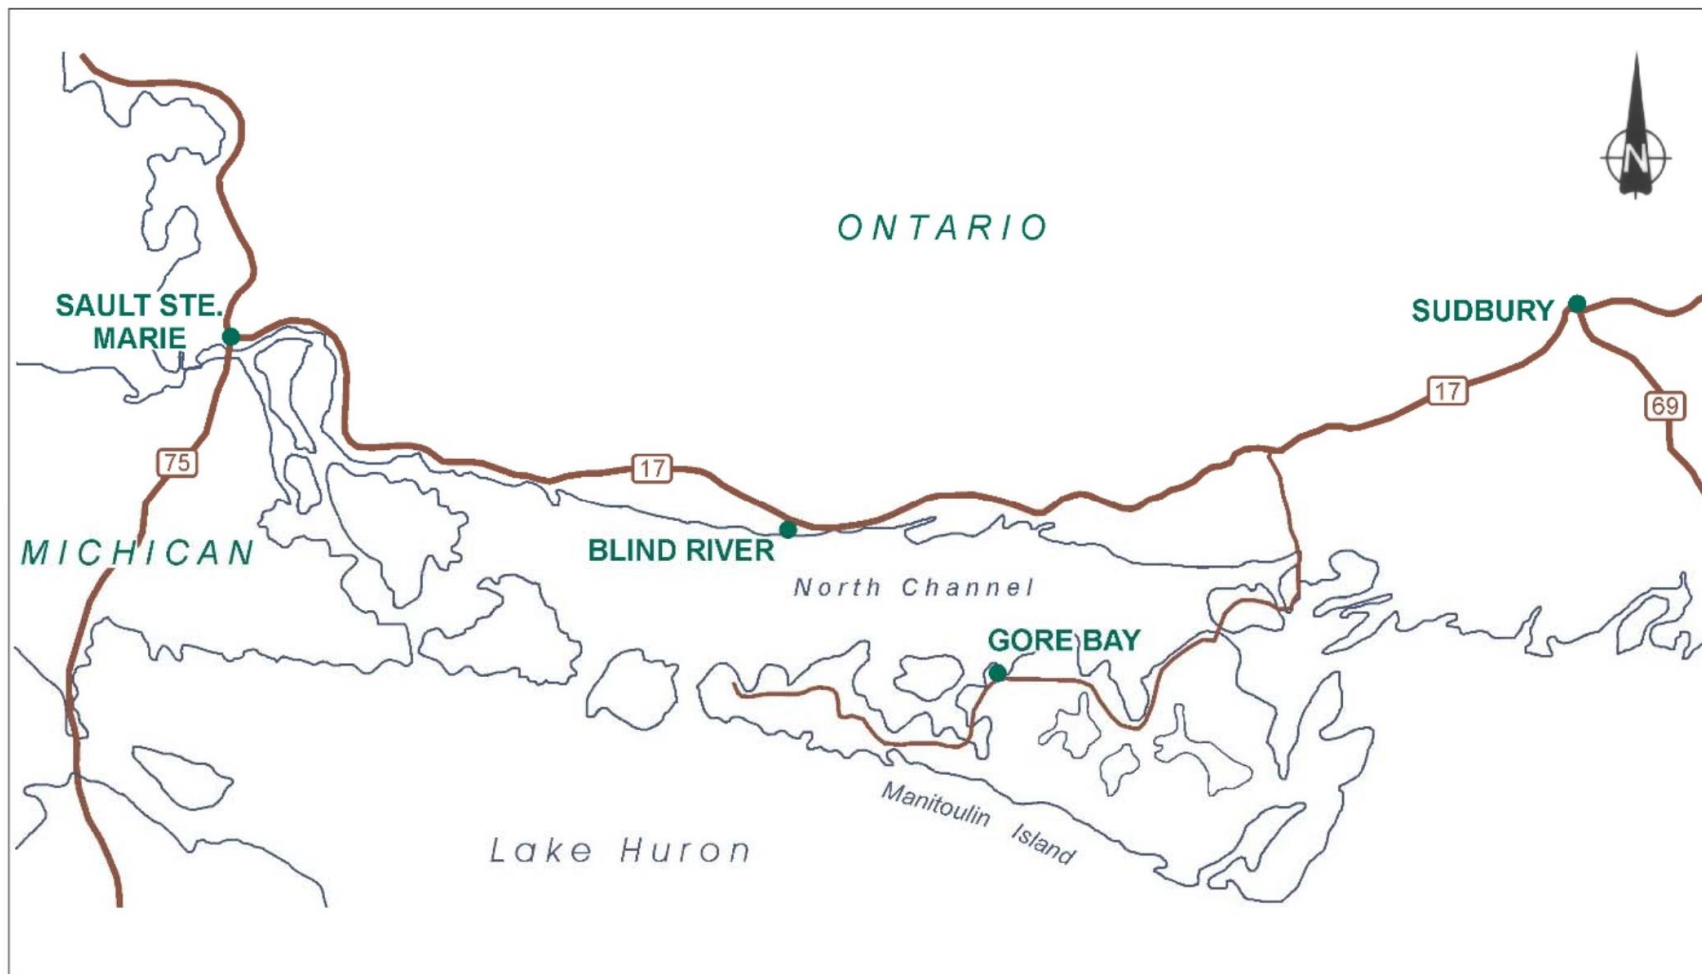 N
ONTARIO
SAULT STE.
MARIE
SUDBURY
17
69
75
17
MICHICAN
BLIND RIVER
North Channel
GORE BAY
Manitoulin Island
Lake Huron